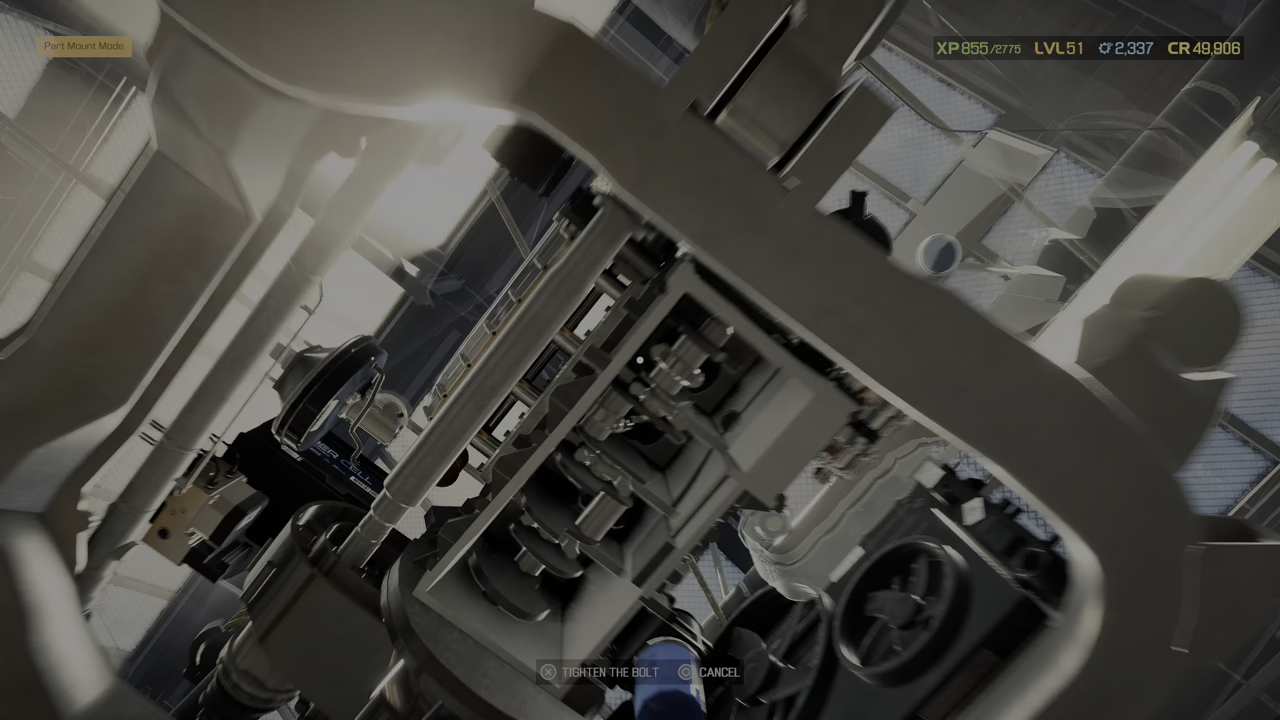 Part Mount Mode
XP 855/2775 LVL 51 2,337 CR 49,906
TIGHTEN THE BOLT CANCEL